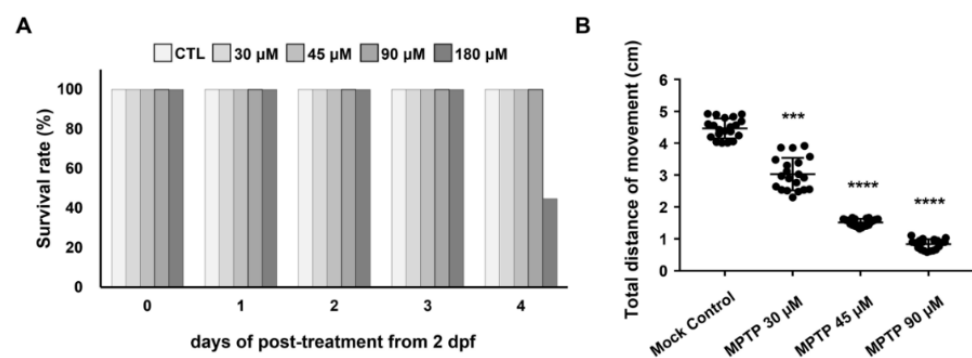 A
CTL 30 μM 45 μM 90 μM 180 μM
Survival rate (%)
100
80
60
40
20
0
0 1 2 3 4
days of post-treatment from 2 dpf
B
Total distance of movement (cm)
6
5
4
3
2
1
0
***
****
****
Mock Control
MPTP 30 μM
MPTP 45 μM
MPTP 90 μM